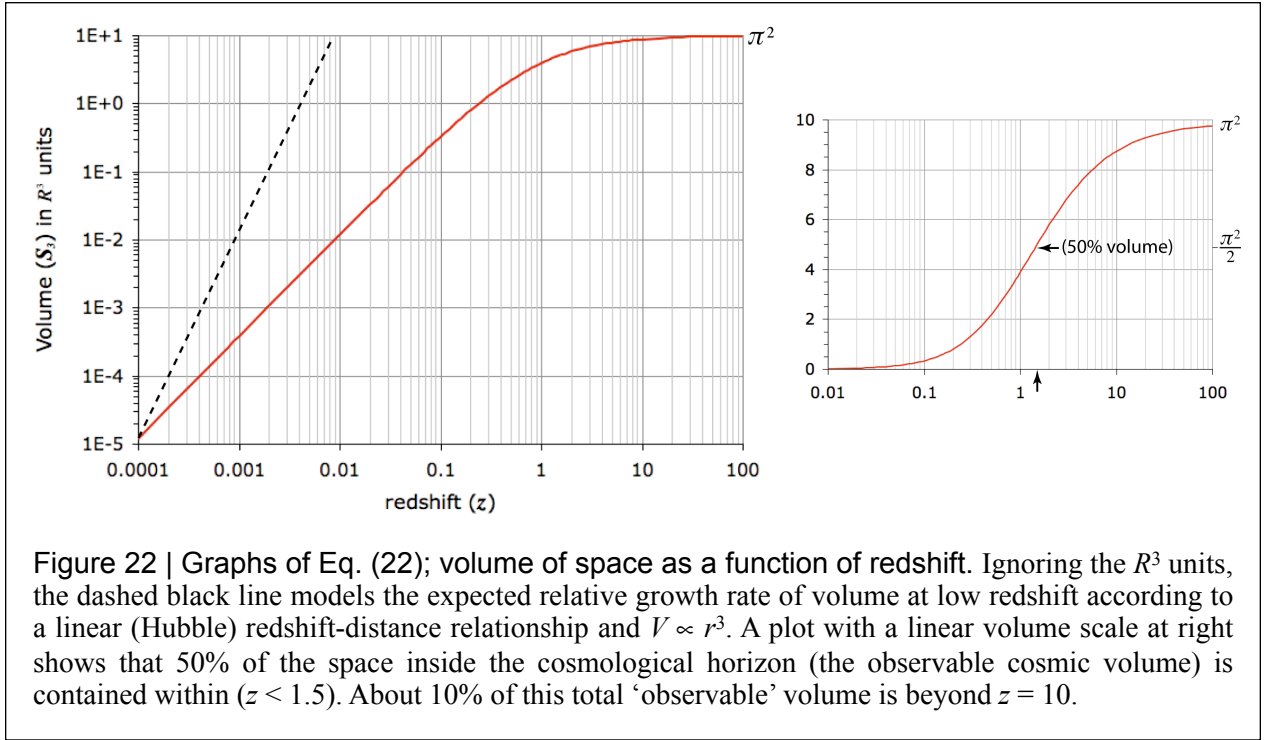 1E+1
1E+0
1E-1
1E-2
1E-3
1E-4
1E-5
Volume (S₃) in R³ units
0.0001 0.001 0.01 0.1 1 10 100
redshift (z)
π²
10
8
6
4
2
0
π²
π²/2
(50% volume)
0.01 0.1 1 10 100
Figure 22 | Graphs of Eq. (22); volume of space as a function of redshift. Ignoring the R³ units,
the dashed black line models the expected relative growth rate of volume at low redshift according to
a linear (Hubble) redshift-distance relationship and V ∝ r³. A plot with a linear volume scale at right
shows that 50% of the space inside the cosmological horizon (the observable cosmic volume) is
contained within (z < 1.5). About 10% of this total ‘observable’ volume is beyond z = 10.